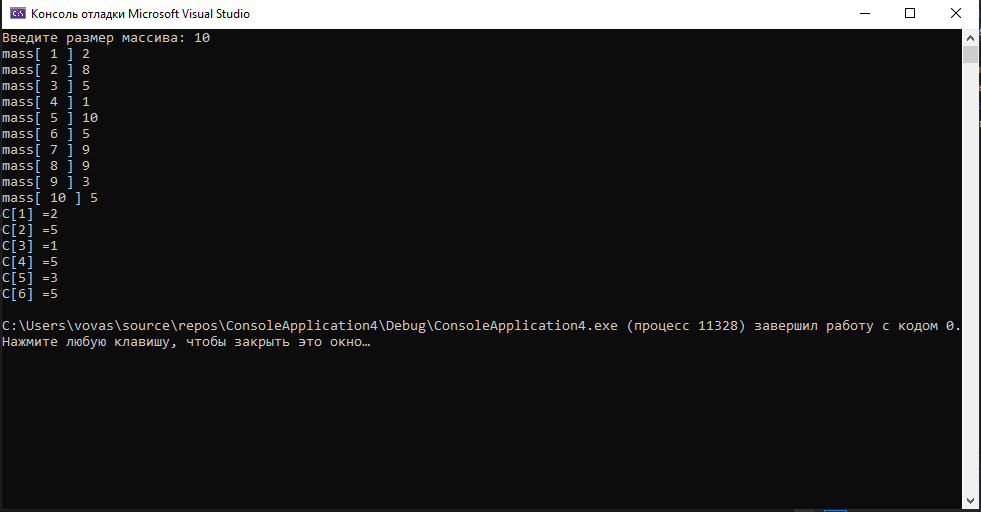 Консоль отладки Microsoft Visual Studio
Введите размер массива: 10
mass[ 1 ] 2
mass[ 2 ] 8
mass[ 3 ] 5
mass[ 4 ] 1
mass[ 5 ] 10
mass[ 6 ] 5
mass[ 7 ] 9
mass[ 8 ] 9
mass[ 9 ] 3
mass[ 10 ] 5
C[1] =2
C[2] =5
C[3] =1
C[4] =5
C[5] =3
C[6] =5
C:\Users\vovas\source\repos\ConsoleApplication4\Debug\ConsoleApplication4.exe (процесс 11328) завершил работу с кодом 0.
Нажмите любую клавишу, чтобы закрыть это окно…